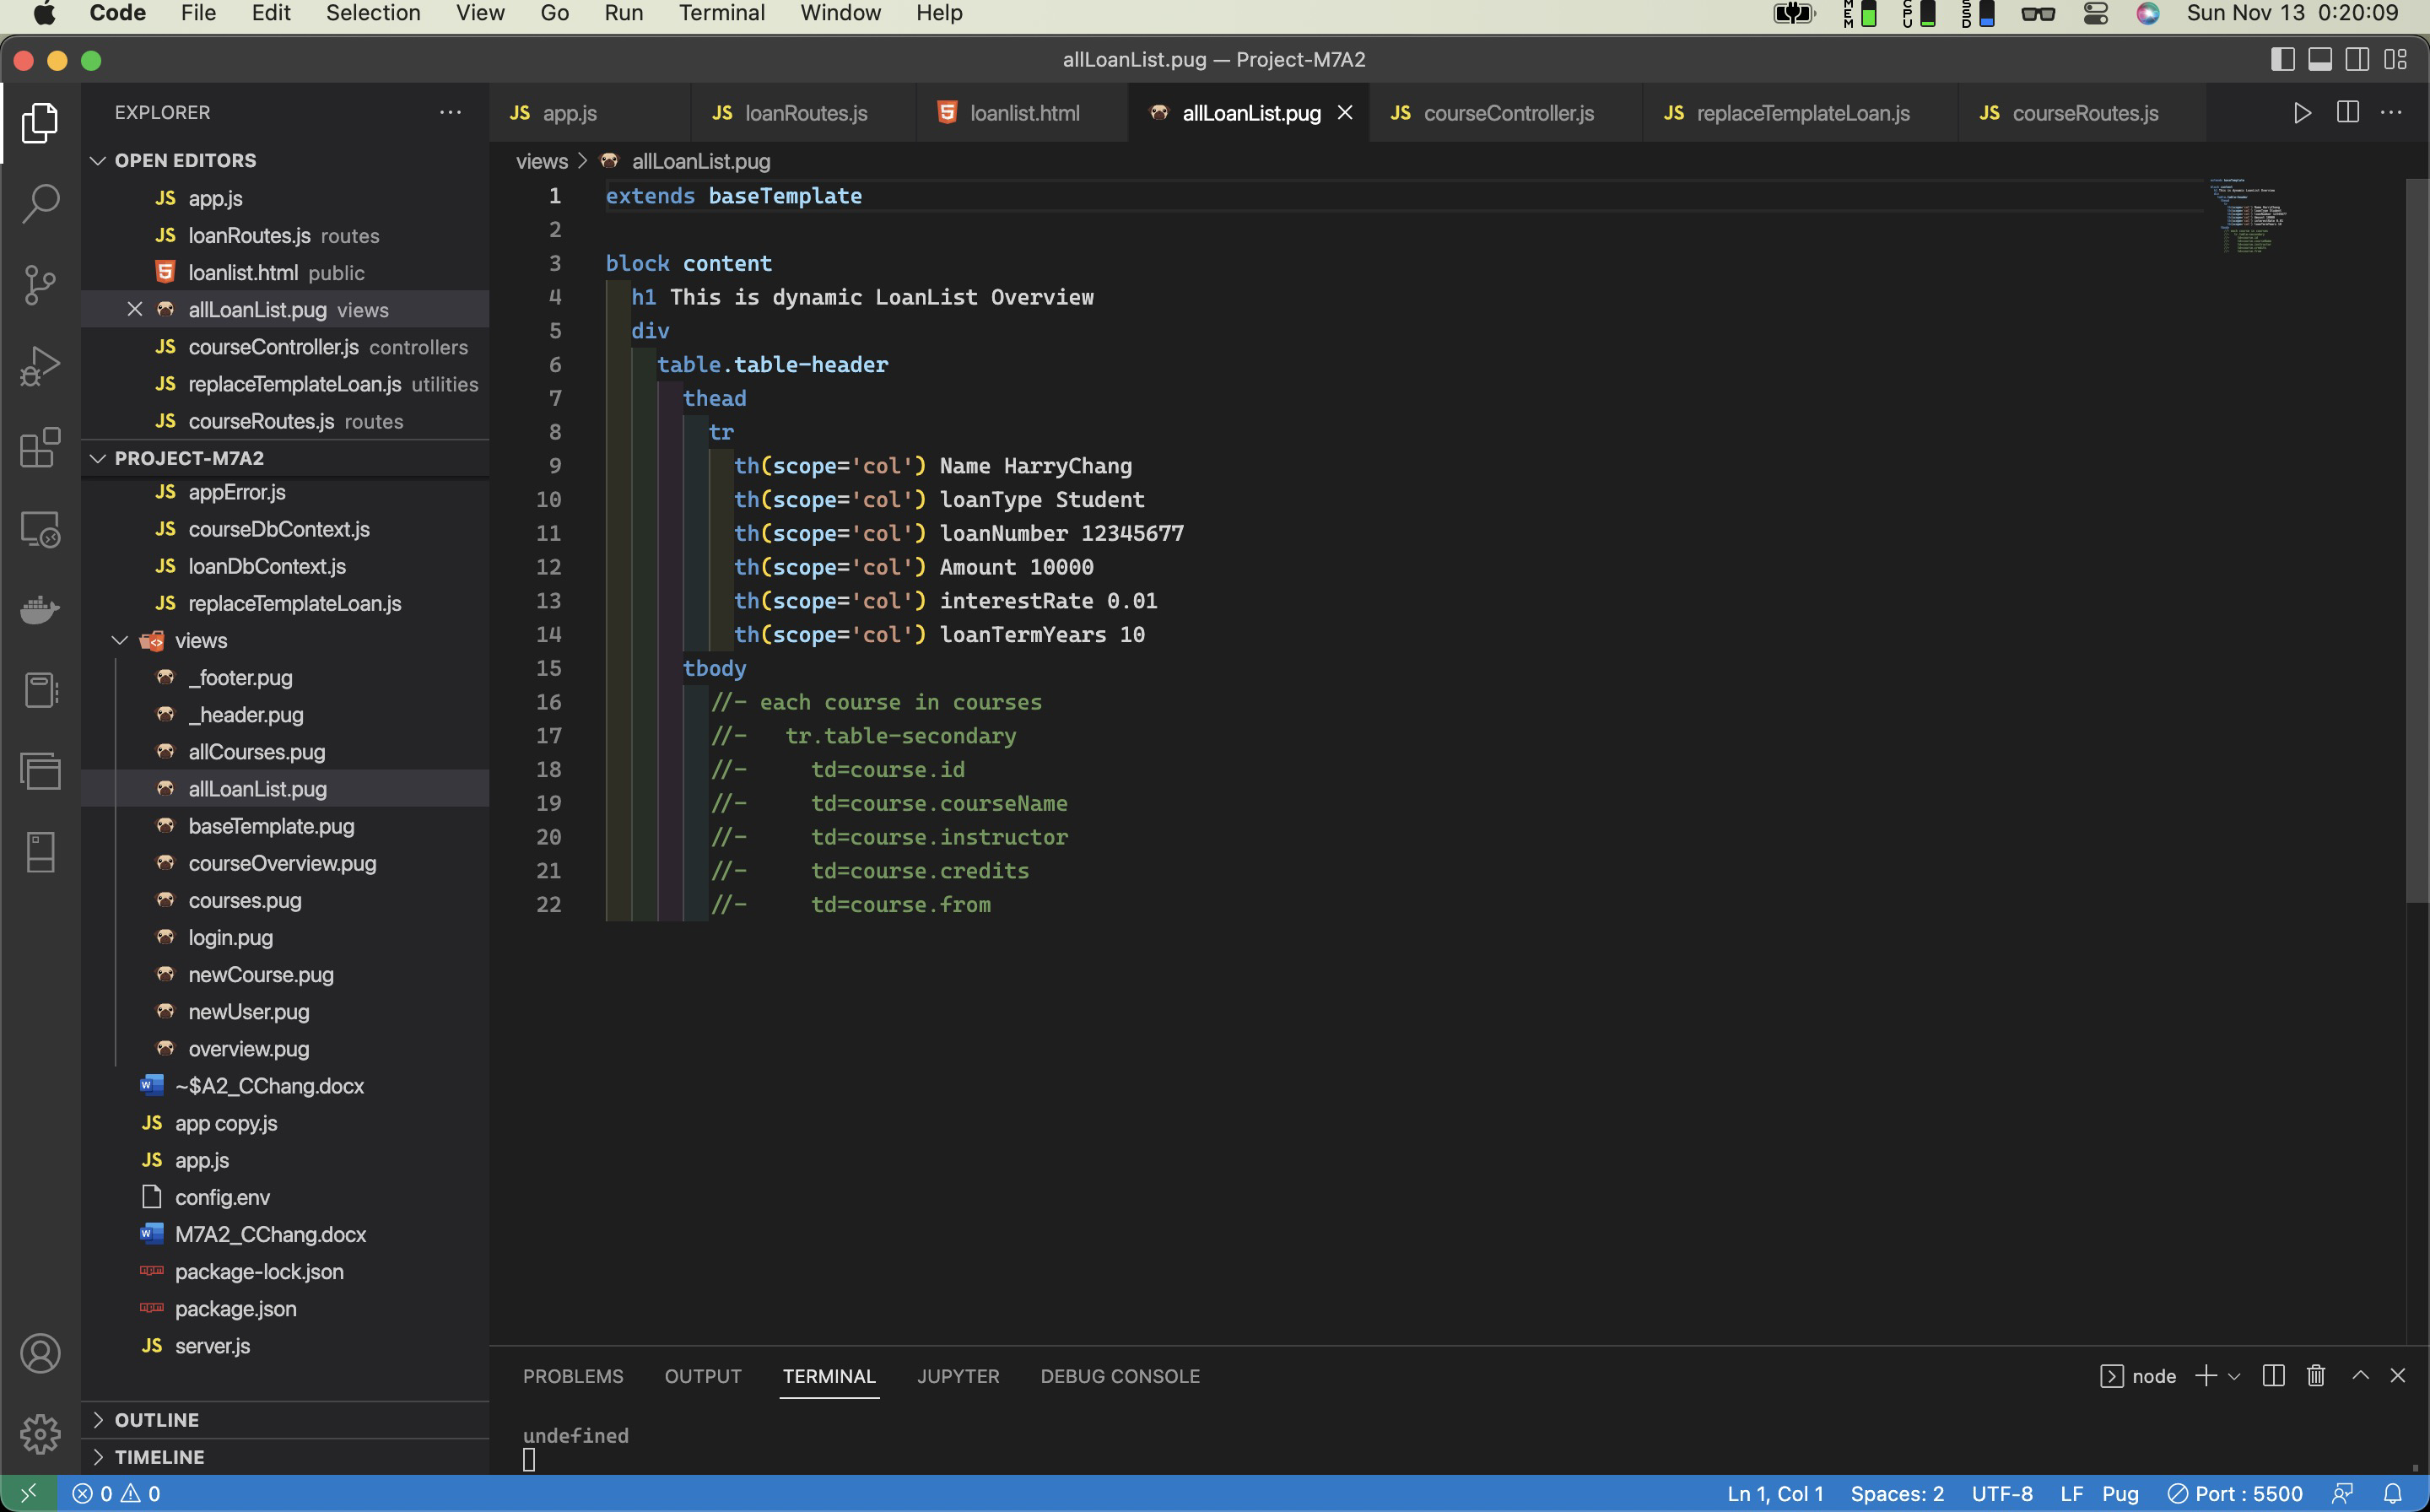 Code File Edit Selection View Go Run Terminal Window Help
MEM CPU SSD Sun Nov 13 0:20:09
allLoanList.pug — Project-M7A2
EXPLORER
OPEN EDITORS
JS app.js
JS loanRoutes.js routes
loanlist.html public
allLoanList.pug views
JS courseController.js controllers
JS replaceTemplateLoan.js utilities
JS courseRoutes.js routes
PROJECT-M7A2
JS appError.js
JS courseDbContext.js
JS loanDbContext.js
JS replaceTemplateLoan.js
views
_footer.pug
_header.pug
allCourses.pug
allLoanList.pug
baseTemplate.pug
courseOverview.pug
courses.pug
login.pug
newCourse.pug
newUser.pug
overview.pug
~$A2_CChang.docx
JS app copy.js
JS app.js
config.env
M7A2_CChang.docx
package-lock.json
package.json
JS server.js
OUTLINE
TIMELINE
JS app.js JS loanRoutes.js loanlist.html allLoanList.pug JS courseController.js JS replaceTemplateLoan.js JS courseRoutes.js
views > allLoanList.pug
1 extends baseTemplate
2
3 block content
4 h1 This is dynamic LoanList Overview
5 div
6 table.table-header
7 thead
8 tr
9 th(scope='col') Name HarryChang
10 th(scope='col') loanType Student
11 th(scope='col') loanNumber 12345677
12 th(scope='col') Amount 10000
13 th(scope='col') interestRate 0.01
14 th(scope='col') loanTermYears 10
15 tbody
16 //- each course in courses
17 //- tr.table-secondary
18 //- td=course.id
19 //- td=course.courseName
20 //- td=course.instructor
21 //- td=course.credits
22 //- td=course.from
PROBLEMS OUTPUT TERMINAL JUPYTER DEBUG CONSOLE
node
undefined
0 0
Ln 1, Col 1 Spaces: 2 UTF-8 LF Pug Port : 5500